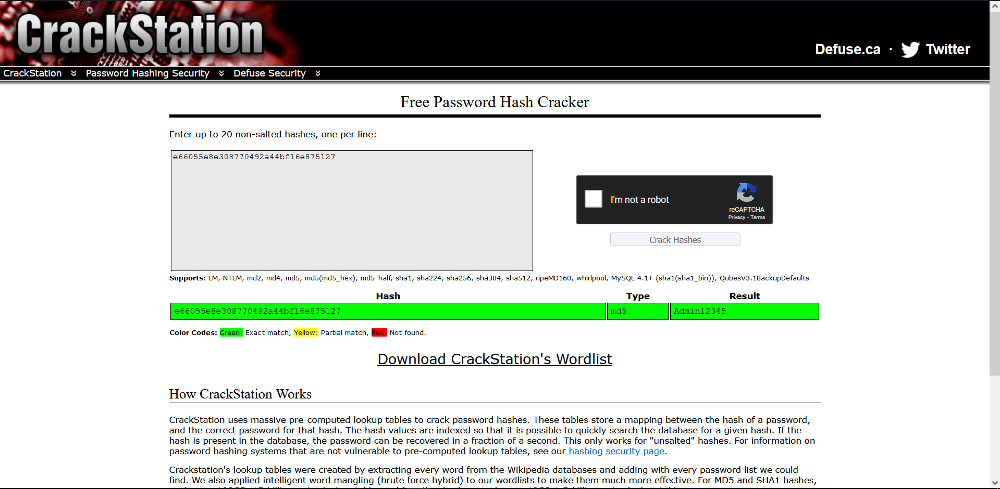 CrackStation
Defuse.ca · Twitter
CrackStation Password Hashing Security Defuse Security
Free Password Hash Cracker
Enter up to 20 non-salted hashes, one per line:
e66055e8e308770492a44bf16e875127
I'm not a robot
reCAPTCHA
Privacy - Terms
Crack Hashes
Supports: LM, NTLM, md2, md4, md5, md5(md5_hex), md5-half, sha1, sha224, sha256, sha384, sha512, ripeMD160, whirlpool, MySQL 4.1+ (sha1(sha1_bin)), QubesV3.1BackupDefaults
Hash Type Result
e66055e8e308770492a44bf16e875127 md5 Admin12345
Color Codes: Green: Exact match, Yellow: Partial match, Red: Not found.
Download CrackStation's Wordlist
How CrackStation Works
CrackStation uses massive pre-computed lookup tables to crack password hashes. These tables store a mapping between the hash of a password,
and the correct password for that hash. The hash values are indexed so that it is possible to quickly search the database for a given hash. If the
hash is present in the database, the password can be recovered in a fraction of a second. This only works for "unsalted" hashes. For information on
password hashing systems that are not vulnerable to pre-computed lookup tables, see our hashing security page.
Crackstation's lookup tables were created by extracting every word from the Wikipedia databases and adding with every password list we could
find. We also applied intelligent word mangling (brute force hybrid) to our wordlists to make them much more effective. For MD5 and SHA1 hashes,